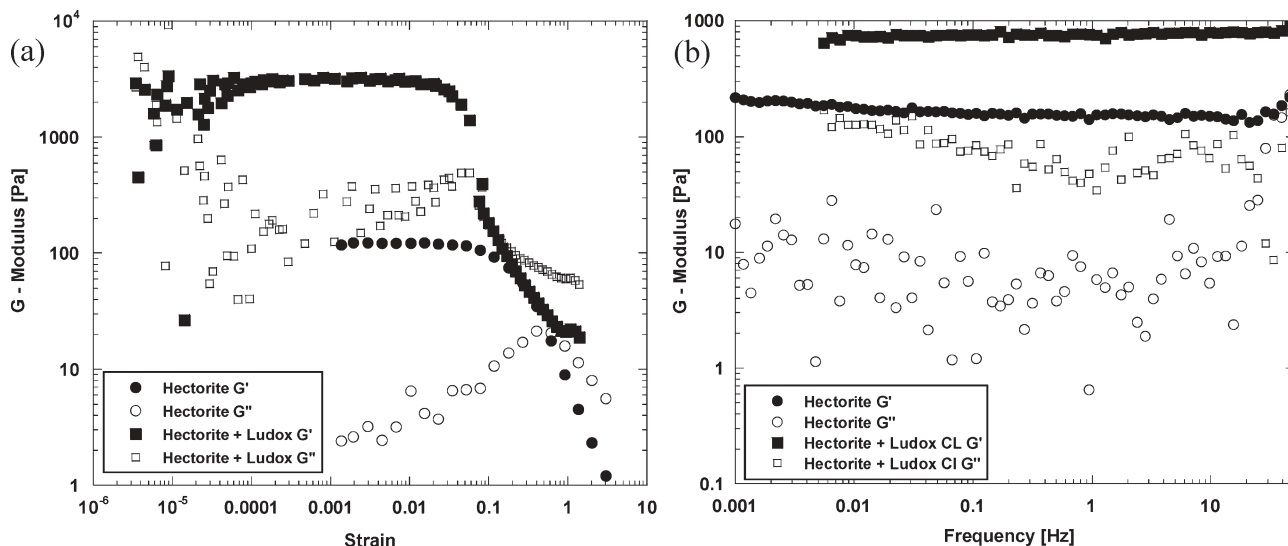 (a)
G - Modulus [Pa]
10^4
1000
100
10
1
10^-6
10^-5
0.0001
0.001
0.01
0.1
1
10
Strain
Hectorite G'
Hectorite G"
Hectorite + Ludox G'
Hectorite + Ludox G"
(b)
G - Modulus [Pa]
1000
100
10
1
0.1
0.001
0.01
0.1
1
10
Frequency [Hz]
Hectorite G'
Hectorite G"
Hectorite + Ludox CL G'
Hectorite + Ludox Cl G"